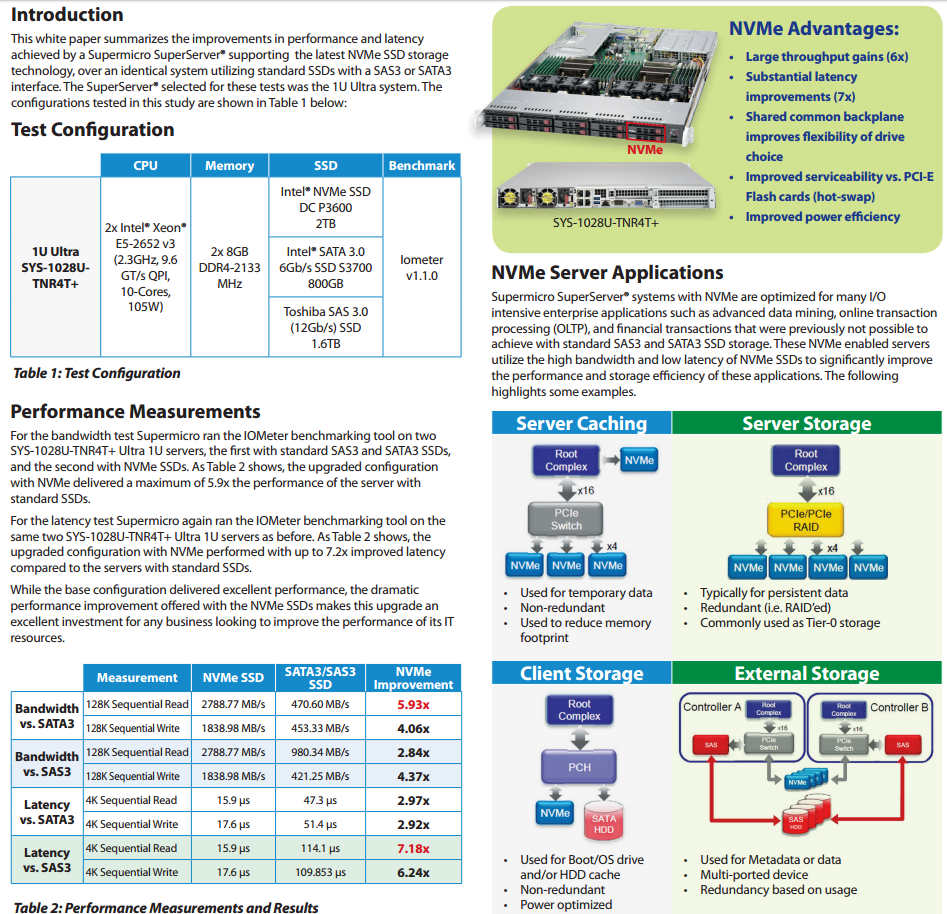 Introduction
This white paper summarizes the improvements in performance and latency
achieved by a Supermicro SuperServer® supporting the latest NVMe SSD storage
technology, over an identical system utilizing standard SSDs with a SAS3 or SATA3
interface. The SuperServer® selected for these tests was the 1U Ultra system. The
configurations tested in this study are shown in Table 1 below:
Test Configuration
CPU Memory SSD Benchmark
1U Ultra
SYS-1028U-
TNR4T+
2x Intel® Xeon®
E5-2652 v3
(2.3GHz, 9.6
GT/s QPI,
10-Cores,
105W)
2x 8GB
DDR4-2133
MHz
Intel® NVMe SSD
DC P3600
2TB
Intel® SATA 3.0
6Gb/s SSD S3700
800GB
Toshiba SAS 3.0
(12Gb/s) SSD
1.6TB
Iometer
v1.1.0
Table 1: Test Configuration
Performance Measurements
For the bandwidth test Supermicro ran the IOMeter benchmarking tool on two
SYS-1028U-TNR4T+ Ultra 1U servers, the first with standard SAS3 and SATA3 SSDs,
and the second with NVMe SSDs. As Table 2 shows, the upgraded configuration
with NVMe delivered a maximum of 5.9x the performance of the server with
standard SSDs.
For the latency test Supermicro again ran the IOMeter benchmarking tool on the
same two SYS-1028U-TNR4T+ Ultra 1U servers as before. As Table 2 shows, the
upgraded configuration with NVMe performed with up to 7.2x improved latency
compared to the servers with standard SSDs.
While the base configuration delivered excellent performance, the dramatic
performance improvement offered with the NVMe SSDs makes this upgrade an
excellent investment for any business looking to improve the performance of its IT
resources.
Measurement NVMe SSD SATA3/SAS3 SSD NVMe Improvement
Bandwidth vs. SATA3
128K Sequential Read 2788.77 MB/s 470.60 MB/s 5.93x
128K Sequential Write 1838.98 MB/s 453.33 MB/s 4.06x
Bandwidth vs. SAS3
128K Sequential Read 2788.77 MB/s 980.34 MB/s 2.84x
128K Sequential Write 1838.98 MB/s 421.25 MB/s 4.37x
Latency vs. SATA3
4K Sequential Read 15.9 µs 47.3 µs 2.97x
4K Sequential Write 17.6 µs 51.4 µs 2.92x
Latency vs. SAS3
4K Sequential Read 15.9 µs 114.1 µs 7.18x
4K Sequential Write 17.6 µs 109.853 µs 6.24x
Table 2: Performance Measurements and Results
NVMe
SYS-1028U-TNR4T+
NVMe Advantages:
• Large throughput gains (6x)
• Substantial latency
improvements (7x)
• Shared common backplane
improves flexibility of drive
choice
• Improved serviceability vs. PCI-E
Flash cards (hot-swap)
• Improved power efficiency
NVMe Server Applications
Supermicro SuperServer® systems with NVMe are optimized for many I/O
intensive enterprise applications such as advanced data mining, online transaction
processing (OLTP), and financial transactions that were previously not possible to
achieve with standard SAS3 and SATA3 SSD storage. These NVMe enabled servers
utilize the high bandwidth and low latency of NVMe SSDs to significantly improve
the performance and storage efficiency of these applications. The following
highlights some examples.
Server Caching
Root
Complex
NVMe
x16
PCIe
Switch
x4
NVMe NVMe NVMe
• Used for temporary data
• Non-redundant
• Used to reduce memory
footprint
Server Storage
Root
Complex
x16
PCIe/PCIe
RAID
x4
NVMe NVMe NVMe NVMe
• Typically for persistent data
• Redundant (i.e. RAID'ed)
• Commonly used as Tier-0 storage
Client Storage
Root
Complex
PCH
NVMe
SATA
HDD
• Used for Boot/OS drive
and/or HDD cache
• Non-redundant
• Power optimized
External Storage
Controller A
Root
Complex
x16
SAS
PCIe
Switch
Root
Complex
Controller B
x16
PCIe
Switch
SAS
NVMe
SAS
HDD
• Used for Metadata or data
• Multi-ported device
• Redundancy based on usage